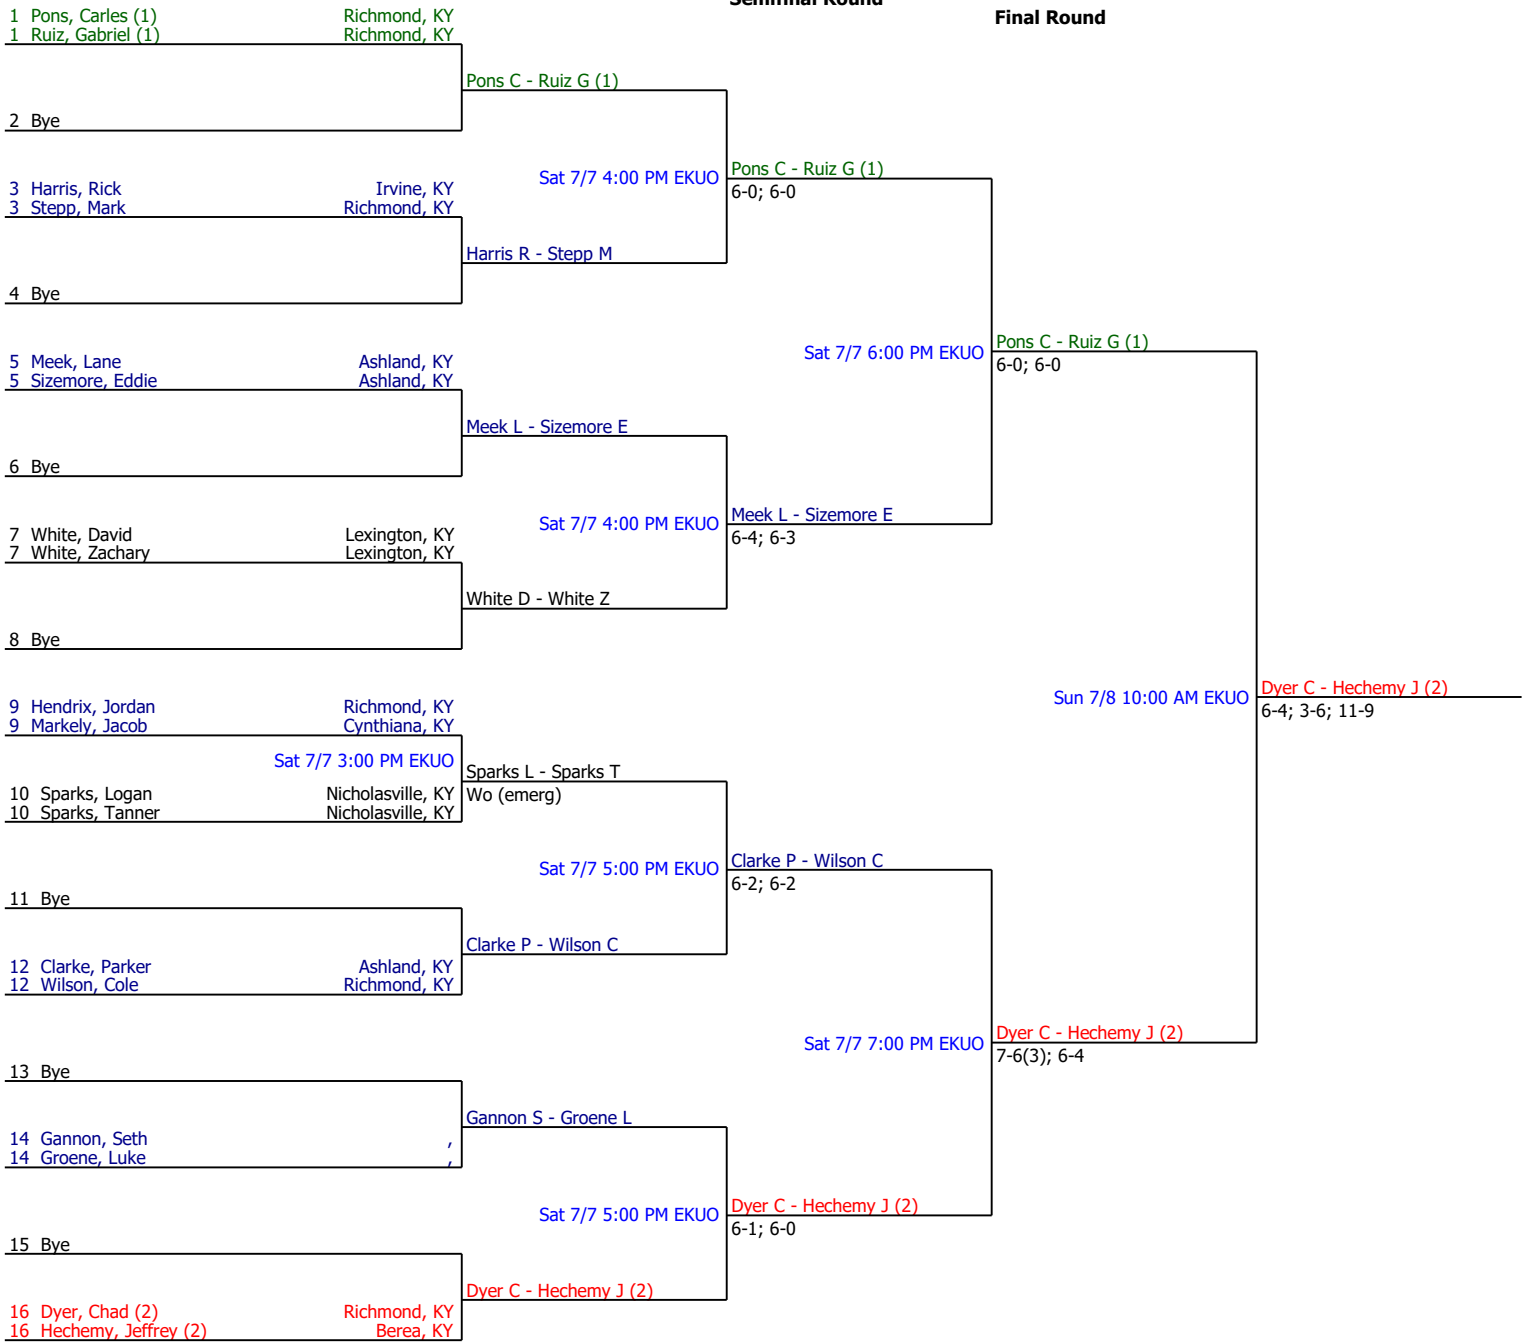 Semifinal Round
Final Round
1 Pons, Carles (1) Richmond, KY
1 Ruiz, Gabriel (1) Richmond, KY
Pons C - Ruiz G (1)
2 Bye
Sat 7/7 4:00 PM EKUO
Pons C - Ruiz G (1)
6-0; 6-0
3 Harris, Rick Irvine, KY
3 Stepp, Mark Richmond, KY
Harris R - Stepp M
4 Bye
Sat 7/7 6:00 PM EKUO
Pons C - Ruiz G (1)
6-0; 6-0
5 Meek, Lane Ashland, KY
5 Sizemore, Eddie Ashland, KY
Meek L - Sizemore E
6 Bye
Sat 7/7 4:00 PM EKUO
Meek L - Sizemore E
6-4; 6-3
7 White, David Lexington, KY
7 White, Zachary Lexington, KY
White D - White Z
8 Bye
Sun 7/8 10:00 AM EKUO
Dyer C - Hechemy J (2)
6-4; 3-6; 11-9
9 Hendrix, Jordan Richmond, KY
9 Markely, Jacob Cynthiana, KY
Sat 7/7 3:00 PM EKUO
Sparks L - Sparks T
Wo (emerg)
10 Sparks, Logan Nicholasville, KY
10 Sparks, Tanner Nicholasville, KY
Sat 7/7 5:00 PM EKUO
Clarke P - Wilson C
6-2; 6-2
11 Bye
Clarke P - Wilson C
12 Clarke, Parker Ashland, KY
12 Wilson, Cole Richmond, KY
Sat 7/7 7:00 PM EKUO
Dyer C - Hechemy J (2)
7-6(3); 6-4
13 Bye
Gannon S - Groene L
14 Gannon, Seth ,
14 Groene, Luke ,
Sat 7/7 5:00 PM EKUO
Dyer C - Hechemy J (2)
6-1; 6-0
15 Bye
Dyer C - Hechemy J (2)
16 Dyer, Chad (2) Richmond, KY
16 Hechemy, Jeffrey (2) Berea, KY